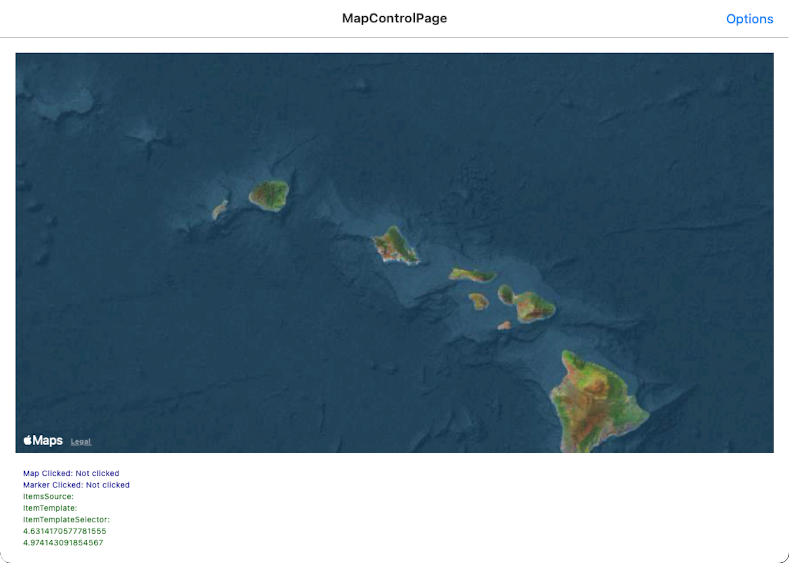 MapControlPage
Options
Maps
Legal
Map Clicked: Not clicked
Marker Clicked: Not clicked
ItemsSource:
ItemTemplate:
ItemTemplateSelector:
4.6314170577781555
4.974143091854567